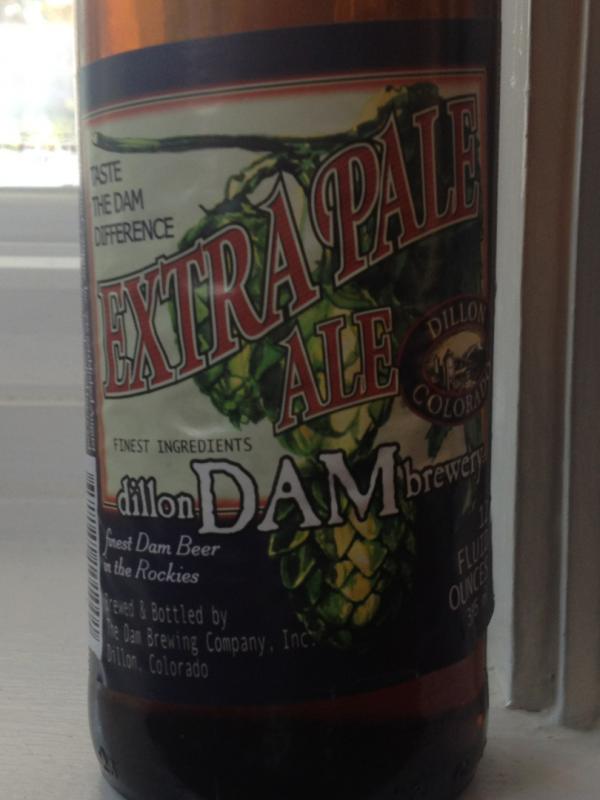 TASTE
THE DAM
DIFFERENCE
EXTRA PALE
ALE
DILLON
COLORADO
FINEST INGREDIENTS
dillon DAM brewery
finest Dam Beer
in the Rockies
FLUID
OUNCES
Brewed & Bottled by
The Dam Brewing Company, Inc.
Dillon, Colorado